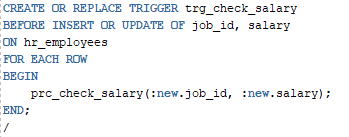 CREATE OR REPLACE TRIGGER trg_check_salary
BEFORE INSERT OR UPDATE OF job_id, salary
ON hr_employees
FOR EACH ROW
BEGIN
    prc_check_salary(:new.job_id, :new.salary);
END;
/